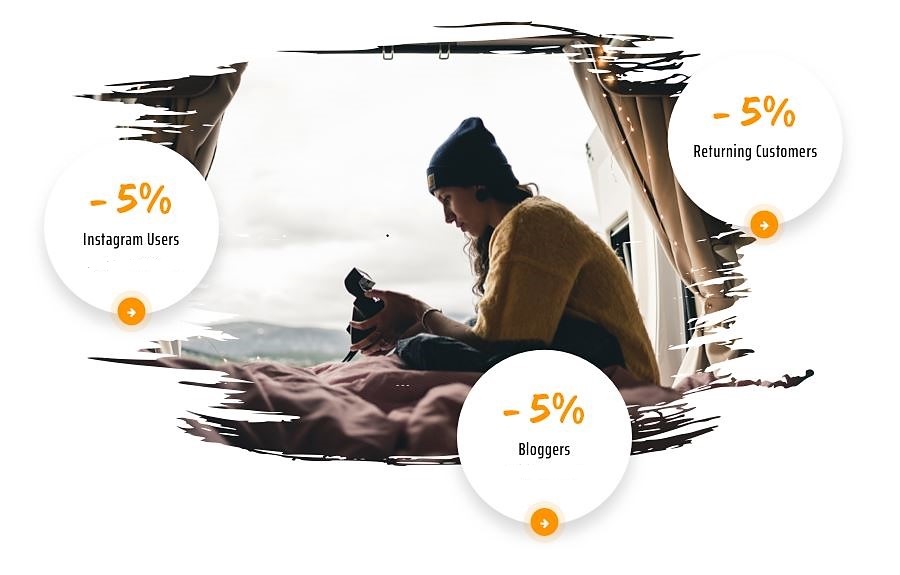 - 5%
Returning Customers
- 5%
Instagram Users
- 5%
Bloggers